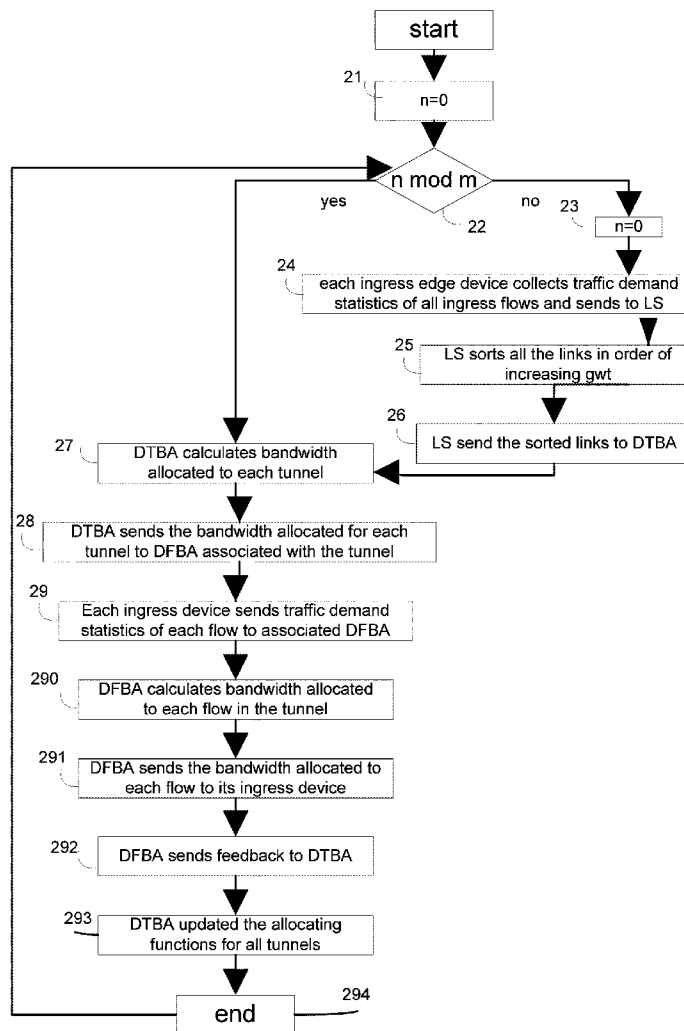 start
21
n=0
n mod m
yes
22
no
23
n=0
24
each ingress edge device collects traffic demand
statistics of all ingress flows and sends to LS
25
LS sorts all the links in order of
increasing gwt
26
LS send the sorted links to DTBA
27
DTBA calculates bandwidth
allocated to each tunnel
28
DTBA sends the bandwidth allocated for each
tunnel to DFBA associated with the tunnel
29
Each ingress device sends traffic demand
statistics of each flow to associated DFBA
290
DFBA calculates bandwidth allocated
to each flow in the tunnel
291
DFBA sends the bandwidth allocated to
each flow to its ingress device
292
DFBA sends feedback to DTBA
293
DTBA updated the allocating
functions for all tunnels
end
294